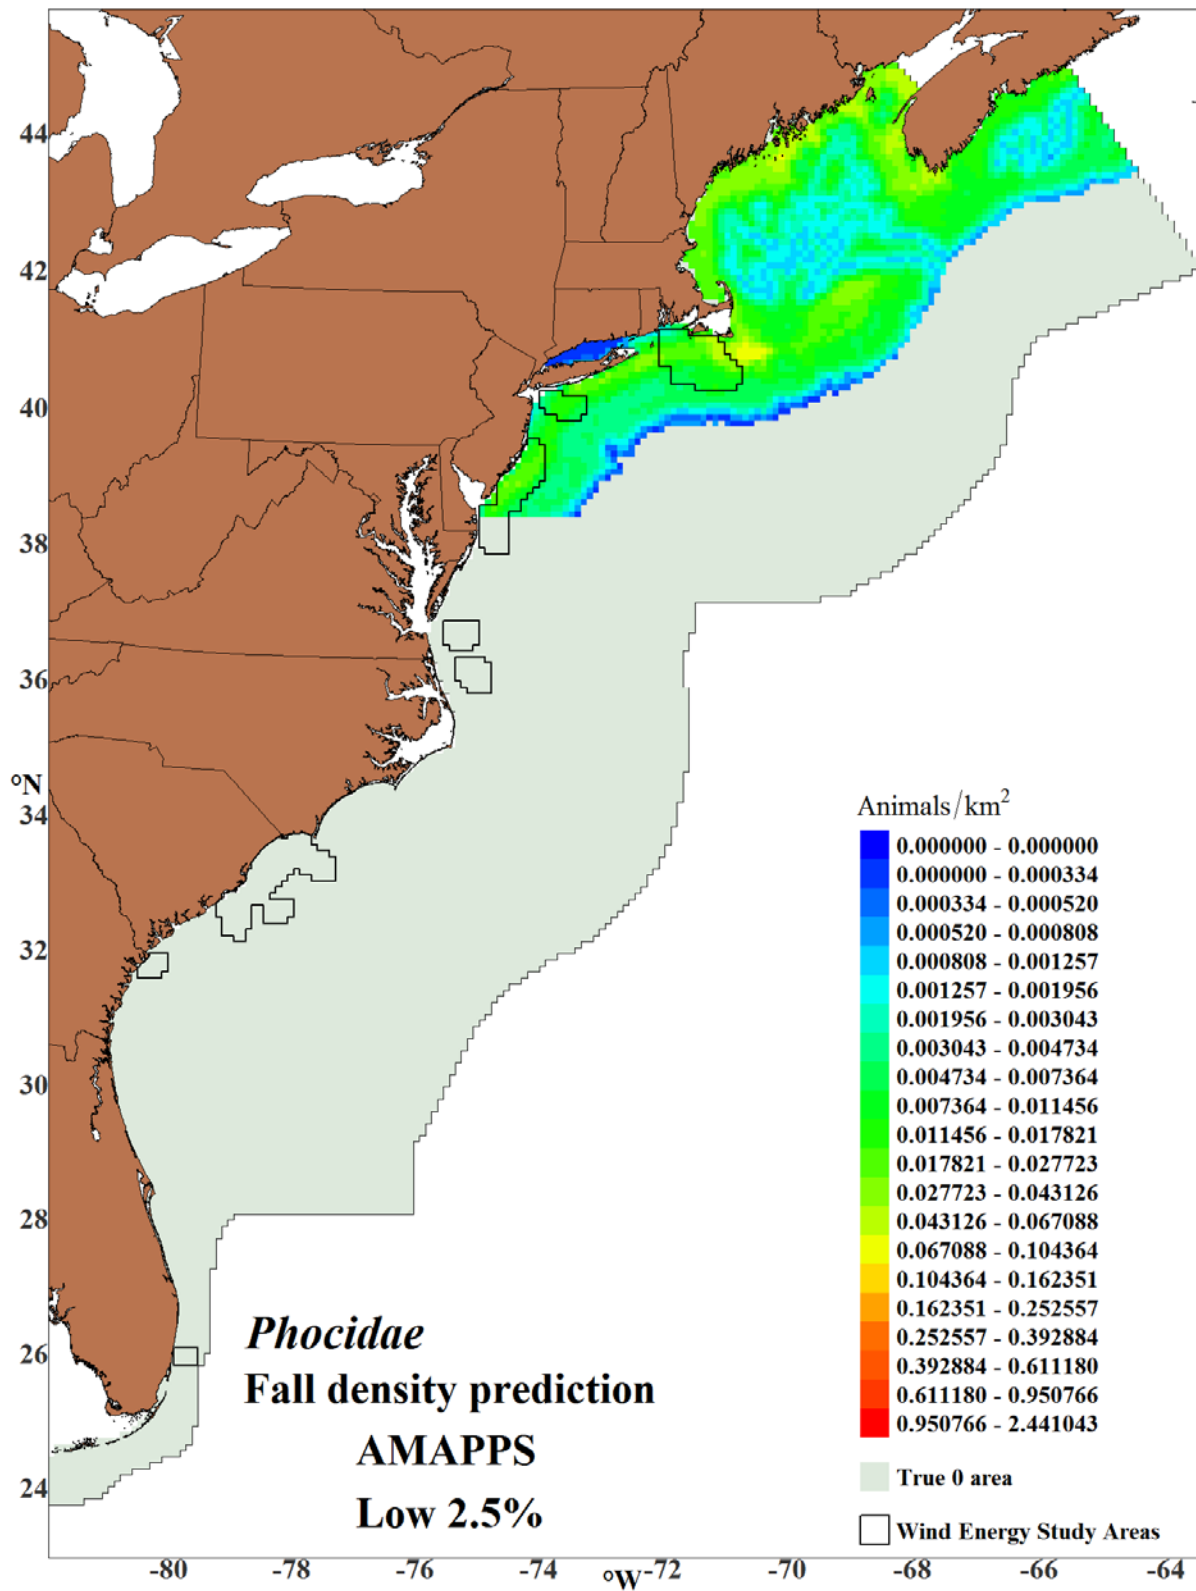 44
42
40
38
36
°N
34
32
30
28
26
24
Animals/km²
0.000000 - 0.000000
0.000000 - 0.000334
0.000334 - 0.000520
0.000520 - 0.000808
0.000808 - 0.001257
0.001257 - 0.001956
0.001956 - 0.003043
0.003043 - 0.004734
0.004734 - 0.007364
0.007364 - 0.011456
0.011456 - 0.017821
0.017821 - 0.027723
0.027723 - 0.043126
0.043126 - 0.067088
0.067088 - 0.104364
0.104364 - 0.162351
0.162351 - 0.252557
0.252557 - 0.392884
0.392884 - 0.611180
0.611180 - 0.950766
0.950766 - 2.441043
True 0 area
Wind Energy Study Areas
Phocidae
Fall density prediction
AMAPPS
Low 2.5%
-80 -78 -76 -74 °W -72 -70 -68 -66 -64